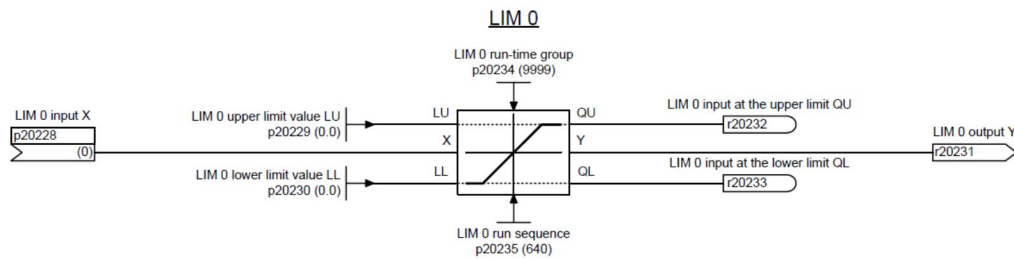 LIM 0
LIM 0 run-time group
p20234 (9999)
LIM 0 input X
p20228
(0)
LIM 0 upper limit value LU
p20229 (0.0)
LIM 0 lower limit value LL
p20230 (0.0)
LU
X
LL
QU
Y
QL
LIM 0 input at the upper limit QU
r20232
LIM 0 input at the lower limit QL
r20233
LIM 0 output Y
r20231
LIM 0 run sequence
p20235 (640)